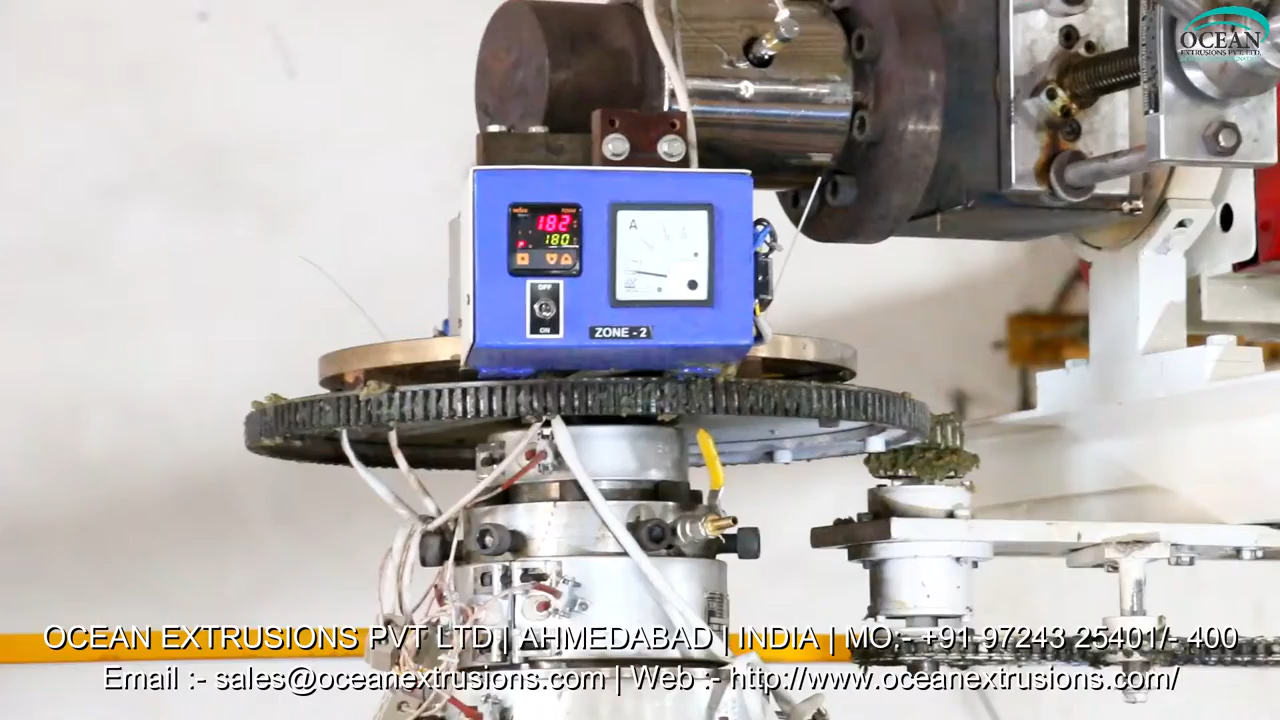 OCEAN
EXTRUSIONS PVT. LTD.
182
180
A
OFF
ON
ZONE - 2
OCEAN EXTRUSIONS PVT LTD | AHMEDABAD | INDIA | MO:- +91 97243 25401/- 400
Email :- sales@oceanextrusions.com | Web :- http://www.oceanextrusions.com/